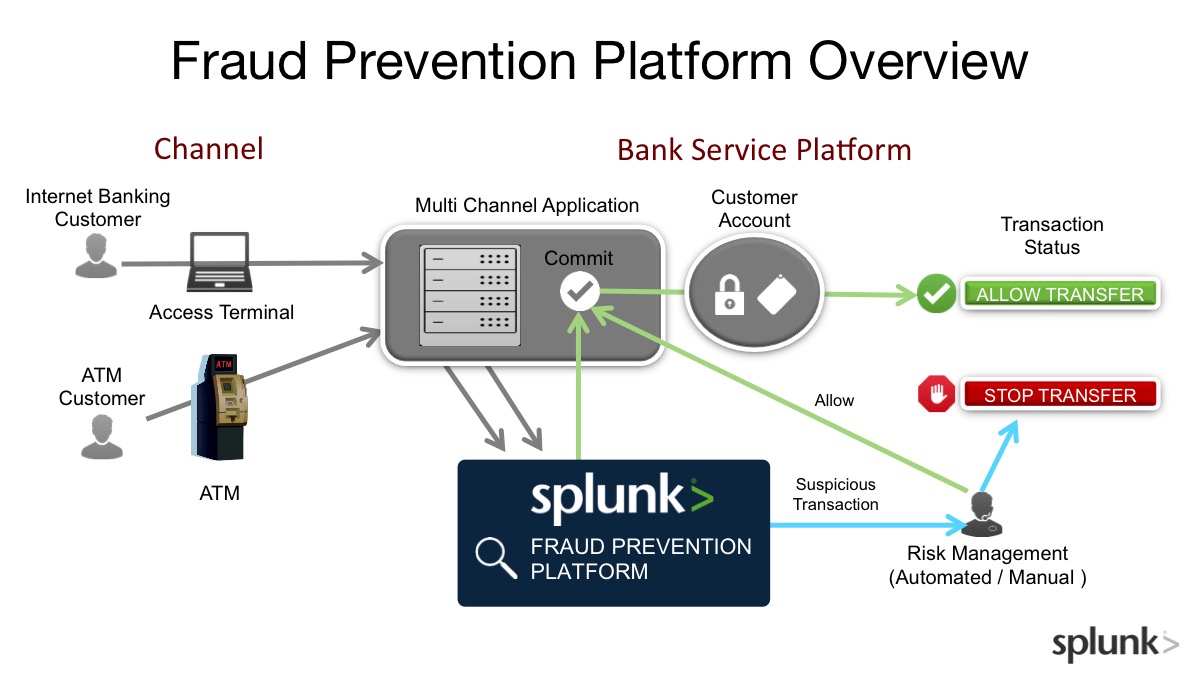 Fraud Prevention Platform Overview
Channel
Bank Service Platform
Internet Banking
Customer
Access Terminal
ATM
Customer
ATM
ATM
Multi Channel Application
Commit
Customer
Account
Transaction
Status
ALLOW TRANSFER
STOP TRANSFER
Allow
splunk>
FRAUD PREVENTION
PLATFORM
Suspicious
Transaction
Risk Management
(Automated / Manual )
splunk>